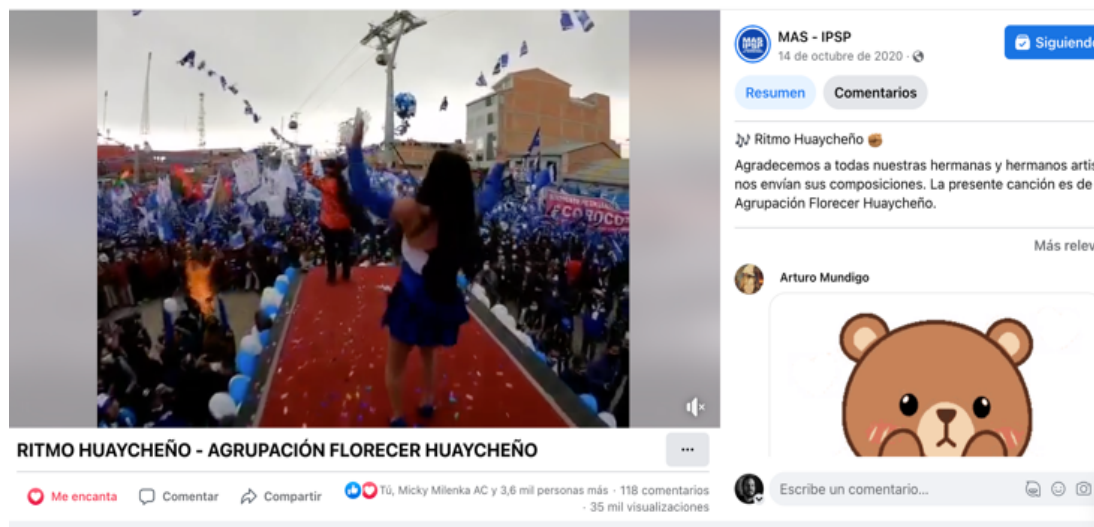 MAS - IPSP
14 de octubre de 2020 ·
Siguiendo
Resumen
Comentarios
Ritmo Huaycheño
Agradecemos a todas nuestras hermanas y hermanos artis
nos envían sus composiciones. La presente canción es de
Agrupación Florecer Huaycheño.
Más relev
Arturo Mundigo
Escribe un comentario...
MAS
IPSP
RITMO HUAYCHEÑO - AGRUPACIÓN FLORECER HUAYCHEÑO
Me encanta
Comentar
Compartir
Tú, Micky Milenka AC y 3,6 mil personas más · 118 comentarios
· 35 mil visualizaciones